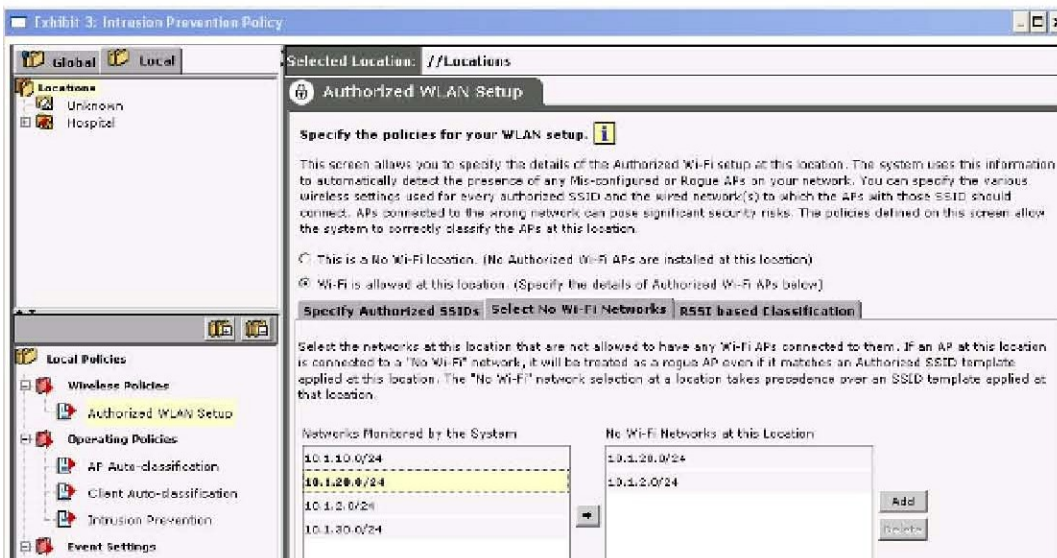 Exhibit 3: Intrusion Prevention Policy
Global Local
Locations
Unknown
Hospital
Selected Location: //Locations
Authorized WLAN Setup
Specify the policies for your WLAN setup. i
This screen allows you to specify the details of the Authorized Wi-Fi setup at this location. The system uses this information
to automatically detect the presence of any Mis-configured or Rogue APs on your network. You can specify the various
wireless settings used for every authorized SSID and the wired network(s) to which the APs with those SSID should
connect. APs connected to the wrong network can pose significant security risks. The policies defined on this screen allow
the system to correctly classify the APs at this location.
This is a No Wi-Fi location. (No Authorized Wi-Fi APs are installed at this location)
Wi-Fi is allowed at this location. (Specify the details of Authorized Wi-Fi APs below)
Specify Authorized SSIDs Select No Wi-Fi Networks RSSI based Classification
Select the networks at this location that are not allowed to have any Wi-Fi APs connected to them. If an AP at this location
is connected to a "No Wi-Fi" network, it will be treated as a rogue AP even if it matches an Authorized SSID template
applied at this location. The "No Wi-Fi" network selection at a location takes precedence over an SSID template applied at
that location.
Networks Monitored by the System
10.1.10.0/24
10.1.20.0/24
10.1.2.0/24
10.1.30.0/24
No Wi-Fi Networks at this Location
10.1.20.0/24
10.1.2.0/24
Add
Delete
Local Policies
Wireless Policies
Authorized WLAN Setup
Operating Policies
AP Auto-classification
Client Auto-classification
Intrusion Prevention
Event Settings